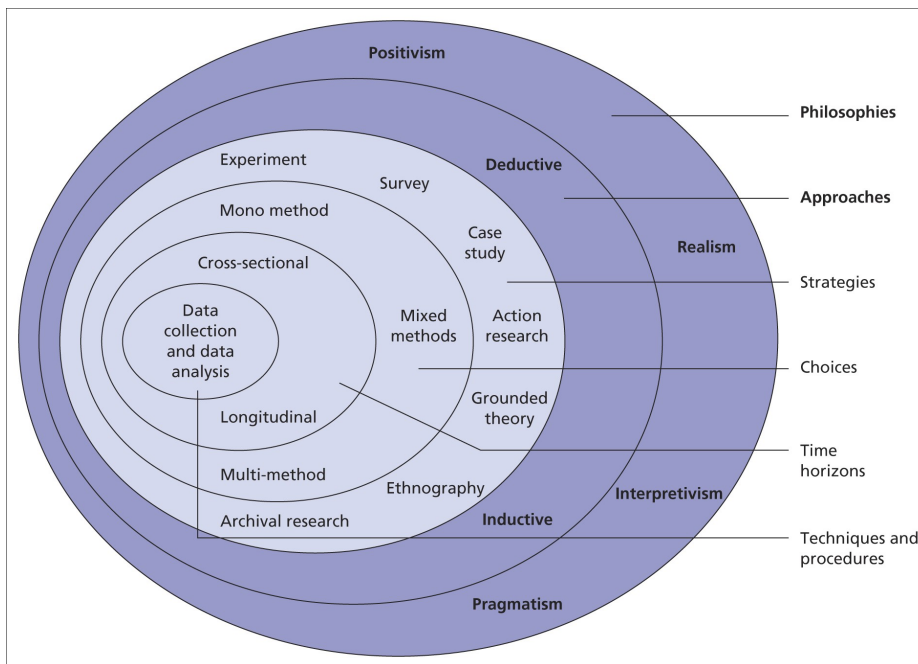 Positivism
Philosophies
Experiment
Deductive
Survey
Approaches
Mono method
Case
study
Realism
Cross-sectional
Strategies
Data
collection
and data
analysis
Mixed
methods
Action
research
Choices
Grounded
theory
Longitudinal
Time
horizons
Multi-method
Ethnography
Interpretivism
Archival research
Inductive
Techniques and
procedures
Pragmatism